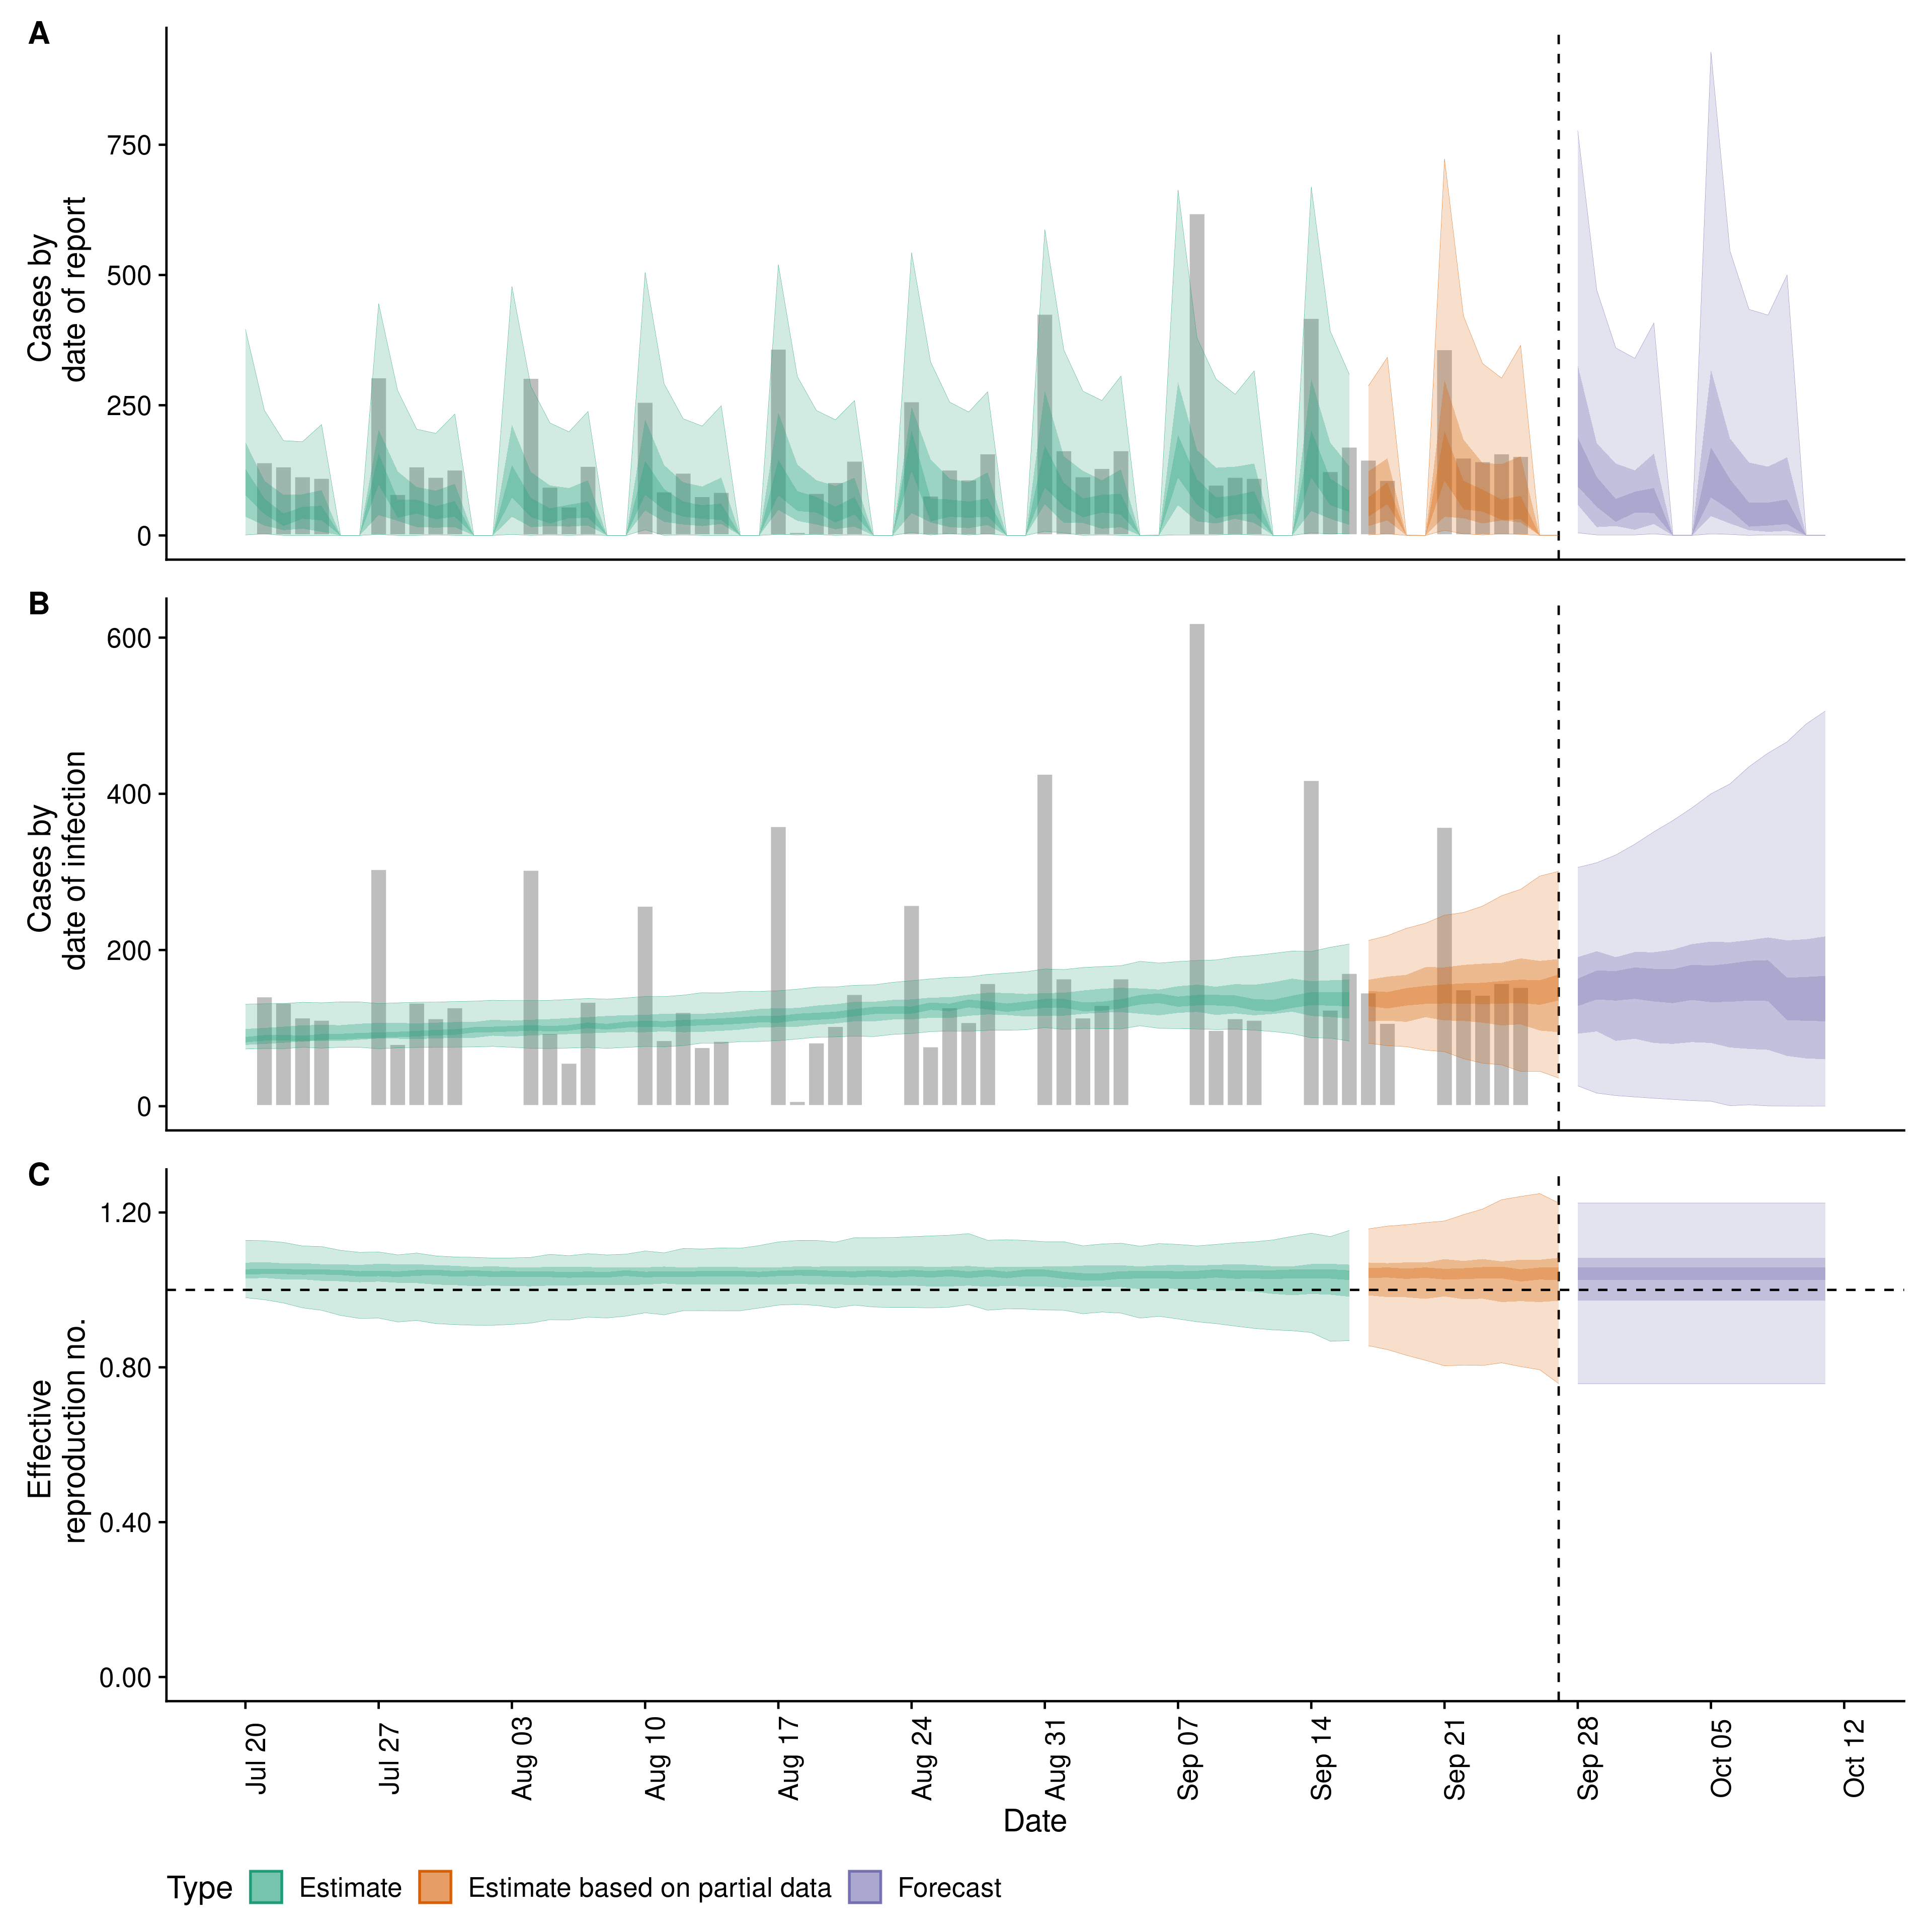 A
Cases by
date of report
750
500
250
0
B
Cases by
date of infection
600
400
200
0
C
Effective
reproduction no.
1.20
0.80
0.40
0.00
Jul 20
Jul 27
Aug 03
Aug 10
Aug 17
Aug 24
Aug 31
Sep 07
Sep 14
Sep 21
Sep 28
Oct 05
Oct 12
Date
Type Estimate Estimate based on partial data Forecast